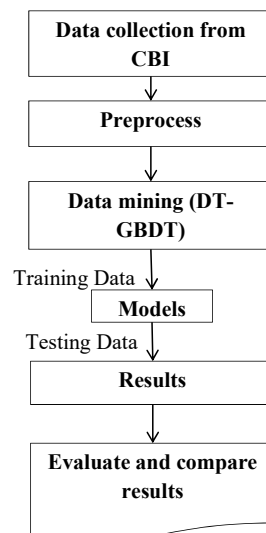 Data collection from
CBI
Preprocess
Data mining (DT-
GBDT)
Training Data
Models
Testing Data
Results
Evaluate and compare
results